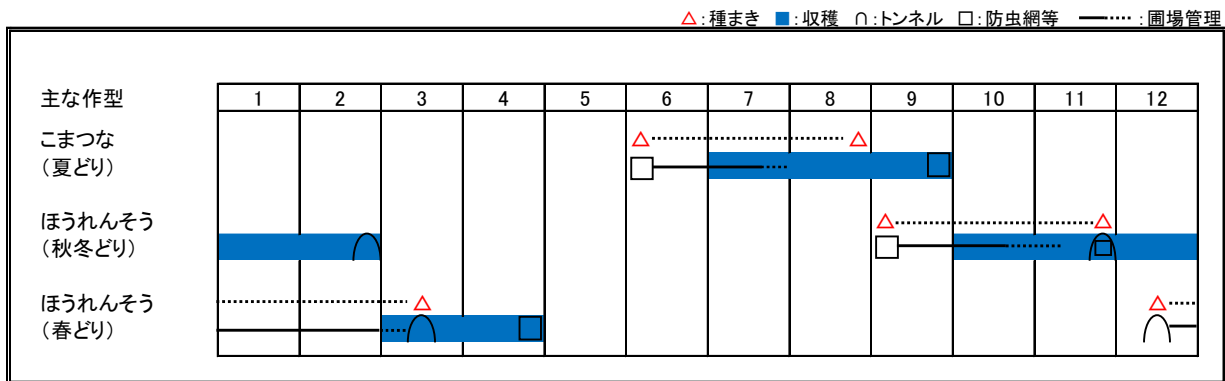 △:種まき ■:収穫 ∩:トンネル □:防虫網等 ━━···· :圃場管理
主な作型 1 2 3 4 5 6 7 8 9 10 11 12
こまつな
(夏どり)
ほうれんそう
(秋冬どり)
ほうれんそう
(春どり)